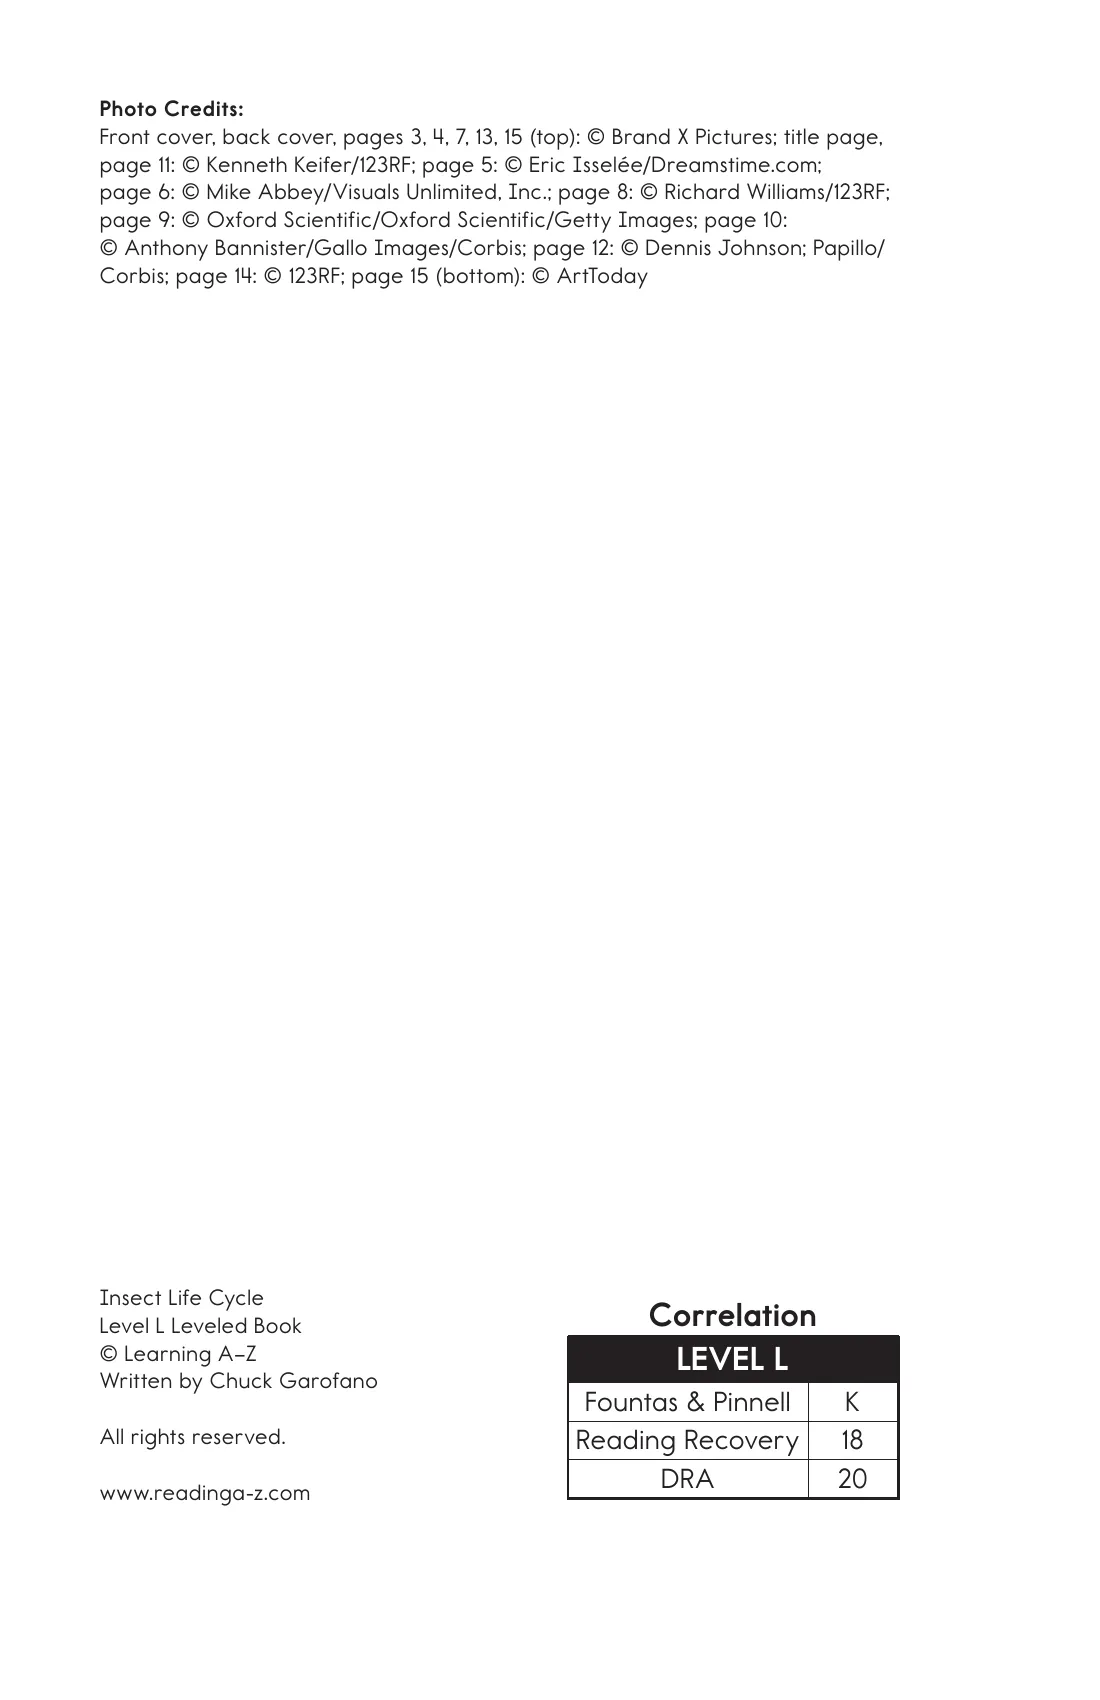 Photo Credits:
Front cover, back cover, pages 3, 4, 7, 13, 15 (top): © Brand X Pictures; title page,
page 11: © Kenneth Keifer/123RF; page 5: © Eric Isselée/Dreamstime.com;
page 6: © Mike Abbey/Visuals Unlimited, Inc.; page 8: © Richard Williams/123RF;
page 9: © Oxford Scientific/Oxford Scientific/Getty Images; page 10:
© Anthony Bannister/Gallo Images/Corbis; page 12: © Dennis Johnson; Papillo/
Corbis; page 14: © 123RF; page 15 (bottom): © ArtToday
Insect Life Cycle
Level L Leveled Book
© Learning A–Z
Written by Chuck Garofano
All rights reserved.
www.readinga-z.com
Correlation
LEVEL L
Fountas & Pinnell K
Reading Recovery 18
DRA 20